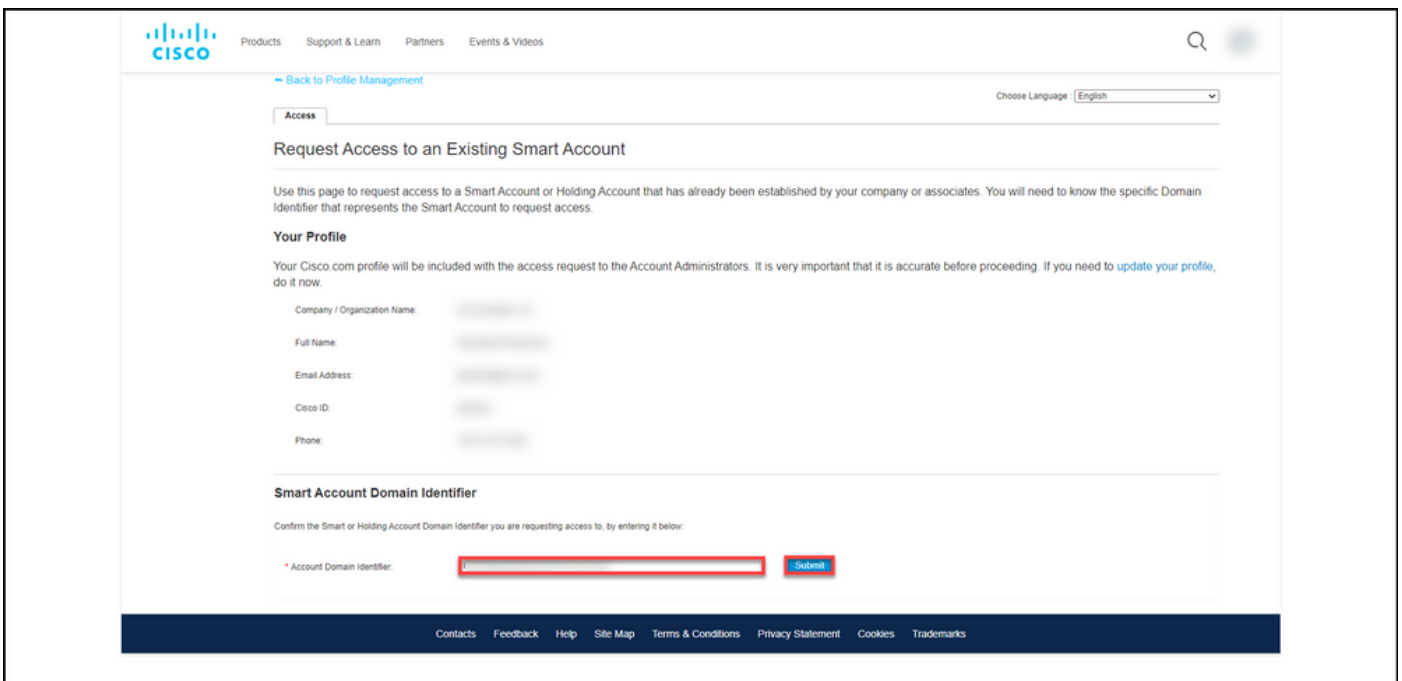 CISCO
Products Support & Learn Partners Events & Videos
Back to Profile Management
Choose Language : English
Access
Request Access to an Existing Smart Account
Use this page to request access to a Smart Account or Holding Account that has already been established by your company or associates. You will need to know the specific Domain
Identifier that represents the Smart Account to request access.
Your Profile
Your Cisco.com profile will be included with the access request to the Account Administrators. It is very important that it is accurate before proceeding. If you need to update your profile,
do it now.
Company / Organization Name:
Full Name:
Email Address:
Cisco ID:
Phone:
Smart Account Domain Identifier
Confirm the Smart or Holding Account Domain Identifier you are requesting access to, by entering it below:
* Account Domain Identifier: Submit
Contacts Feedback Help Site Map Terms & Conditions Privacy Statement Cookies Trademarks